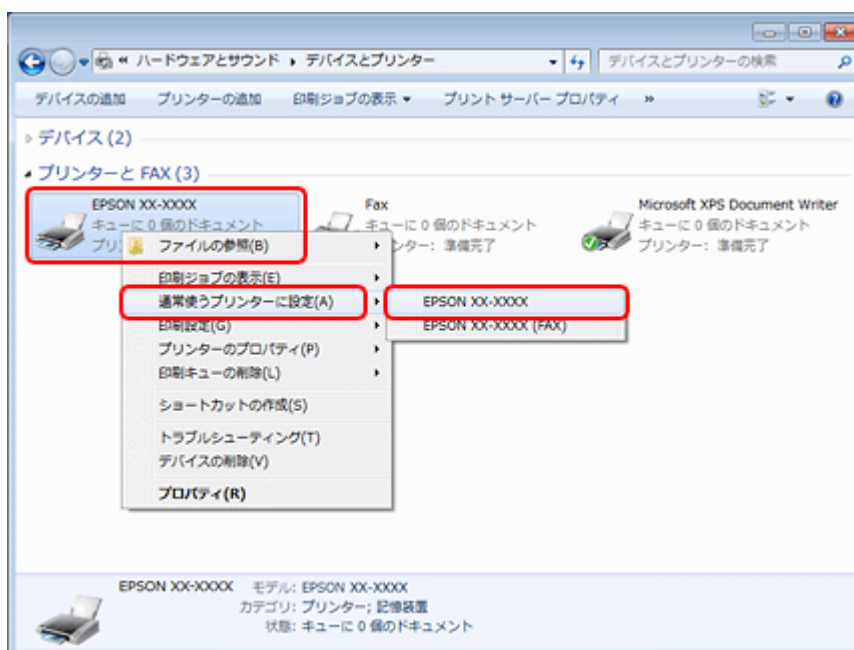 « ハードウェアとサウンド ▸ デバイスとプリンター
デバイスとプリンターの検索
デバイスの追加 プリンターの追加 印刷ジョブの表示 ▾ プリント サーバー プロパティ »
デバイス (2)
プリンターと FAX (3)
EPSON XX-XXXX
キューに 0 個のドキュメント
プリ
Fax
キューに 0 個のドキュメント
ンター: 準備完了
Microsoft XPS Document Writer
キューに 0 個のドキュメント
プリンター: 準備完了
ファイルの参照(B)
印刷ジョブの表示(E)
通常使うプリンターに設定(A)
印刷設定(G)
プリンターのプロパティ(P)
印刷キューの削除(L)
ショートカットの作成(S)
トラブルシューティング(T)
デバイスの削除(V)
プロパティ(R)
EPSON XX-XXXX
EPSON XX-XXXX (FAX)
EPSON XX-XXXX モデル: EPSON XX-XXXX
カテゴリ: プリンター; 記憶装置
状態: キューに 0 個のドキュメント